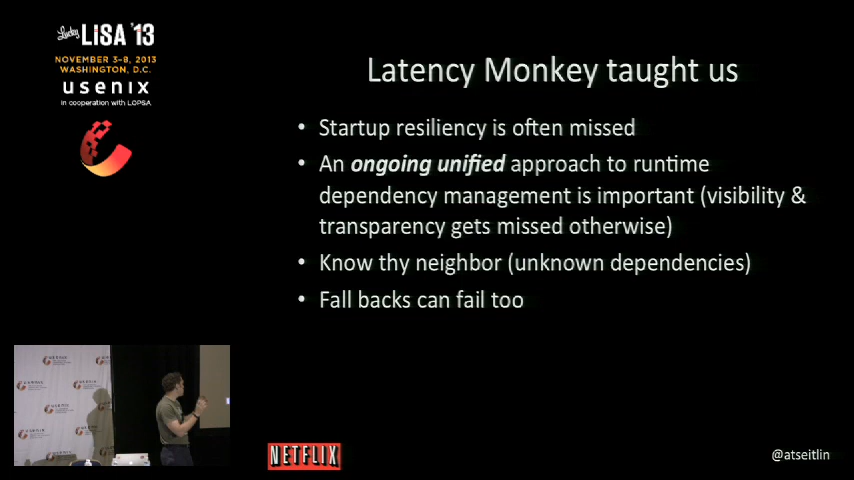 Lucky LISA '13
NOVEMBER 3-8, 2013
WASHINGTON, D.C.
usenix
in cooperation with LOPSA
Latency Monkey taught us
• Startup resiliency is often missed
• An ongoing unified approach to runtime
dependency management is important (visibility &
transparency gets missed otherwise)
• Know thy neighbor (unknown dependencies)
• Fall backs can fail too
NETFLIX
@atseitlin